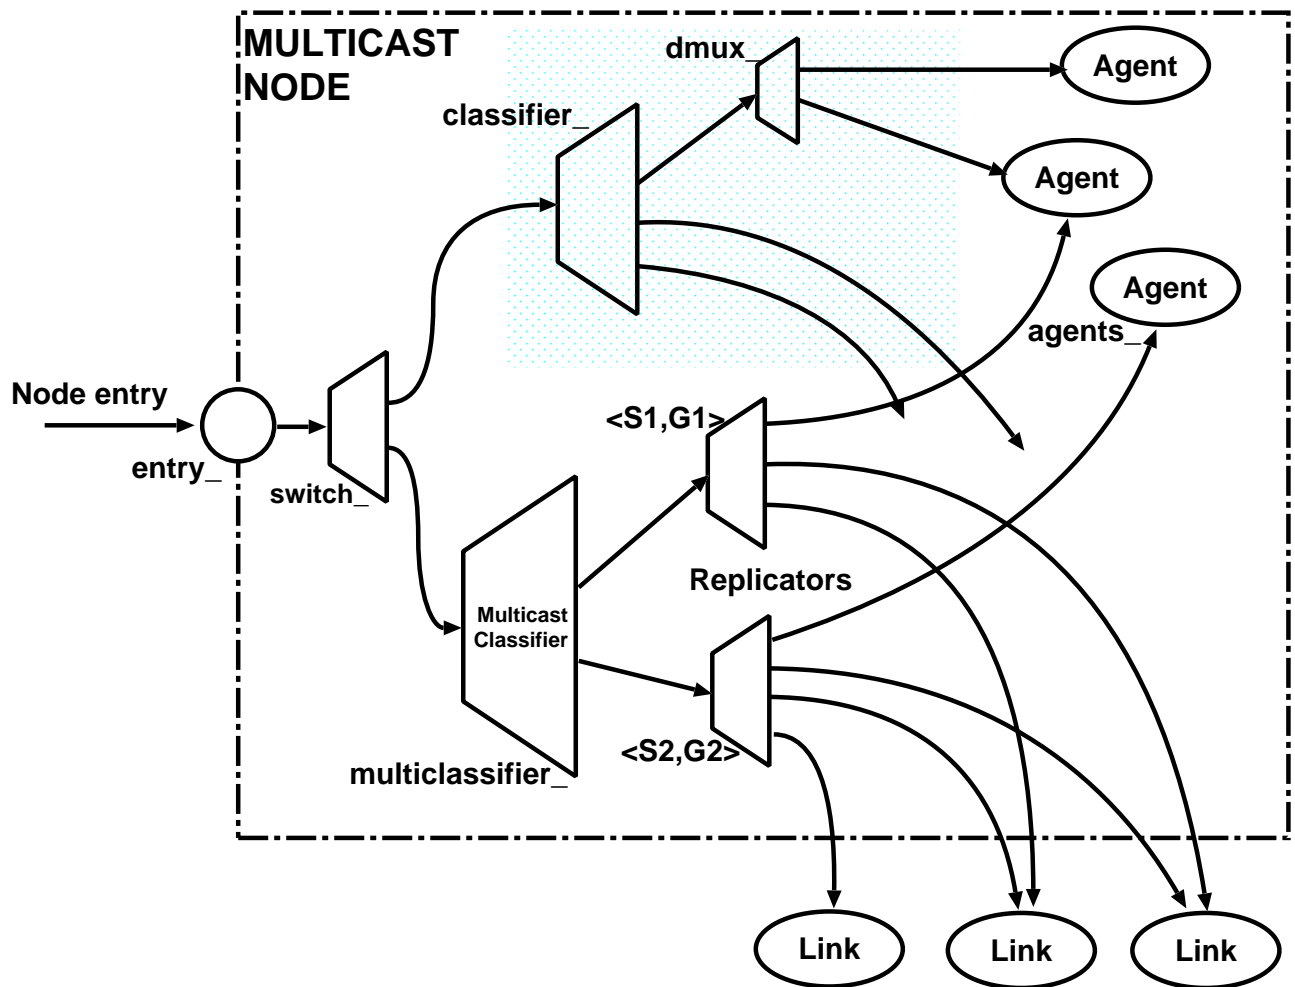 MULTICAST
NODE
dmux_
Agent
classifier_
Agent
Agent
agents_
Node entry
<S1,G1>
entry_
switch_
Replicators
Multicast
Classifier
<S2,G2>
multiclassifier_
Link
Link
Link